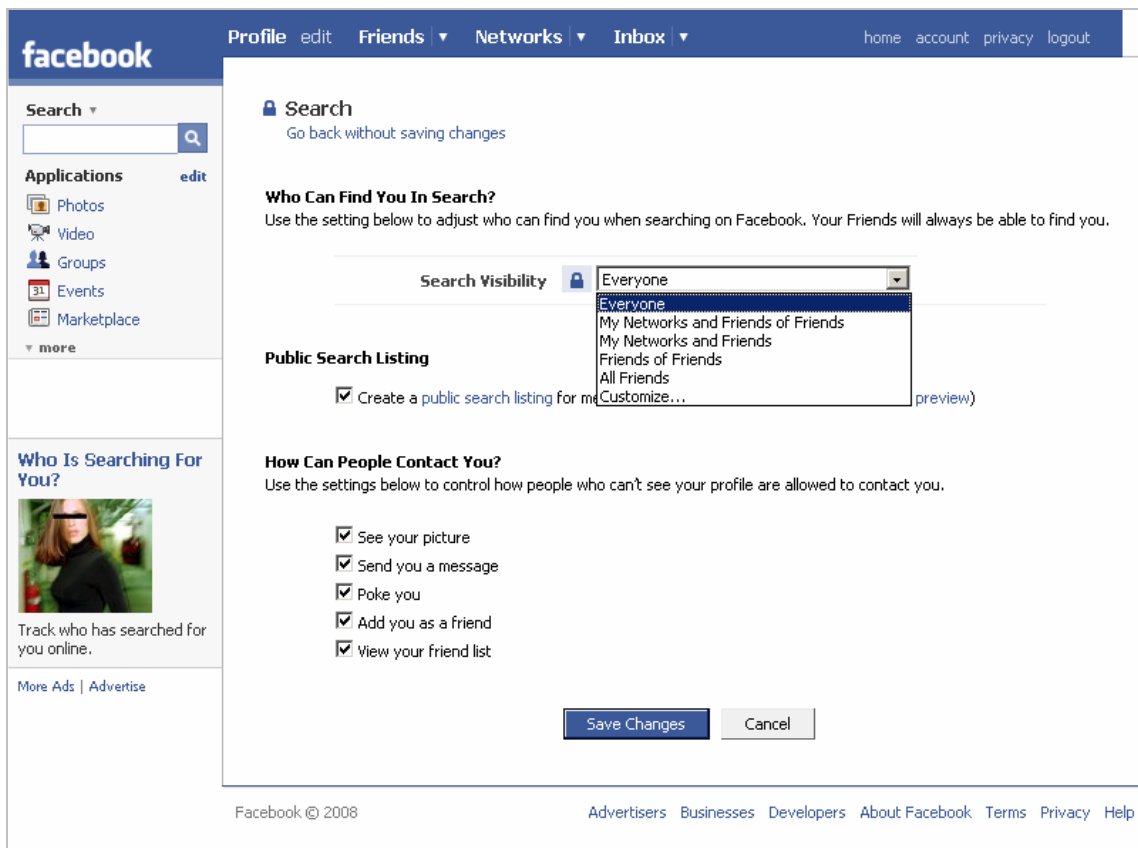 facebook
Profile edit Friends Networks Inbox home account privacy logout
Search
Applications edit
Photos
Video
31 Events
Groups
Marketplace
more
Who Is Searching For
You?
Track who has searched for
you online.
More Ads | Advertise
Search
Go back without saving changes
Who Can Find You In Search?
Use the setting below to adjust who can find you when searching on Facebook. Your Friends will always be able to find you.
Search Visibility Everyone
Everyone
My Networks and Friends of Friends
My Networks and Friends
Friends of Friends
All Friends
Customize...
Public Search Listing
Create a public search listing for me preview)
How Can People Contact You?
Use the settings below to control how people who can't see your profile are allowed to contact you.
See your picture
Send you a message
Poke you
Add you as a friend
View your friend list
Save Changes Cancel
Facebook © 2008 Advertisers Businesses Developers About Facebook Terms Privacy Help